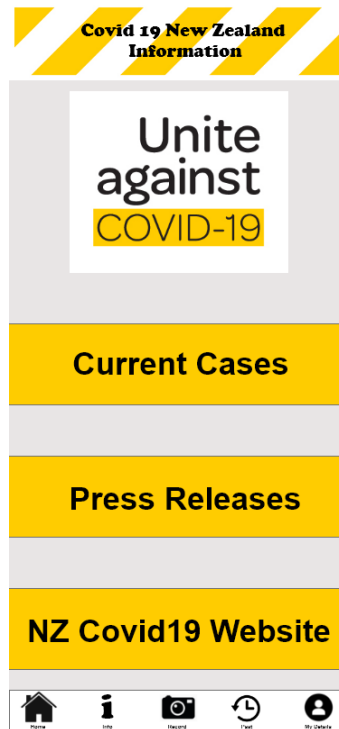 Covid 19 New Zealand
Information
Unite
against
COVID-19
Current Cases
Press Releases
NZ Covid19 Website
Home
Info
Record
Past
My Details